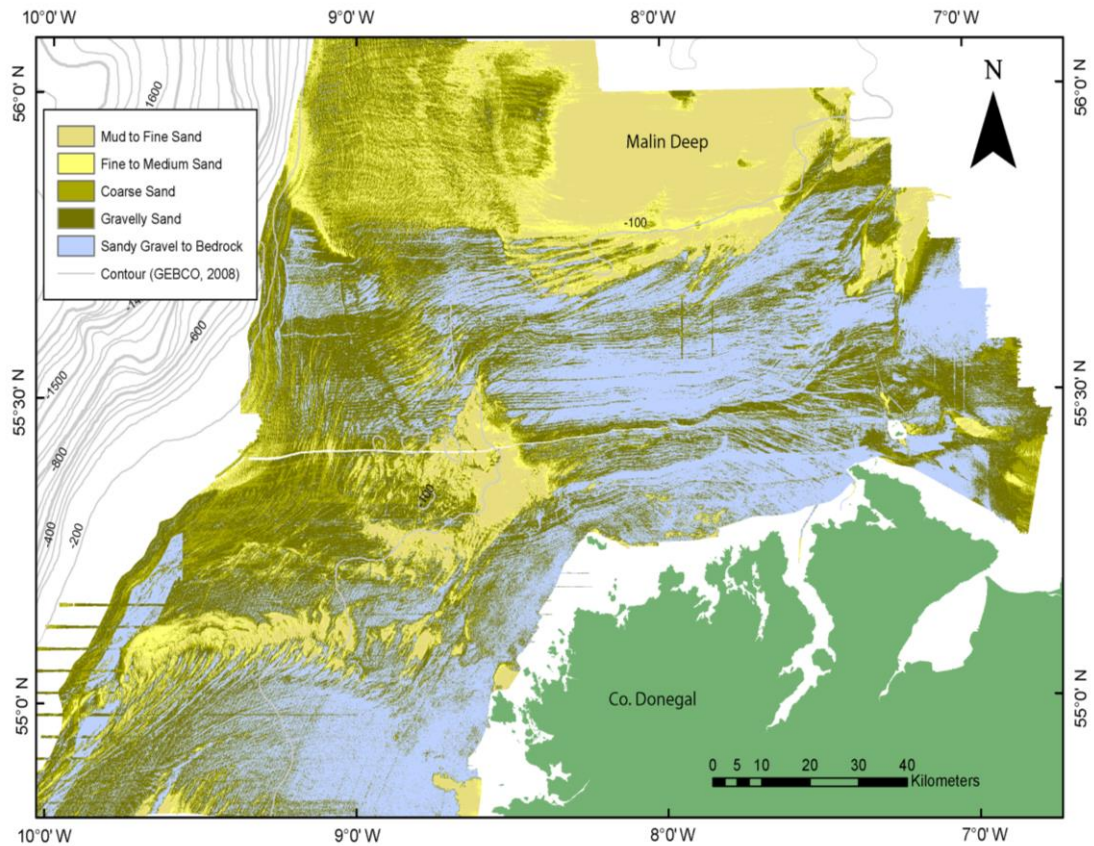 10°0' W 9°0' W 8°0' W 7°0' W
56°0' N
56°0' N
1600
N
Mud to Fine Sand
Fine to Medium Sand
Coarse Sand
Gravelly Sand
Sandy Gravel to Bedrock
Contour (GEBCO, 2008)
Malin Deep
-100
-600
-1500
55°30' N
55°30' N
-800
-100
-400
-200
55°0' N
55°0' N
Co. Donegal
0 5 10 20 30 40
Kilometers
10°0' W 9°0' W 8°0' W 7°0' W